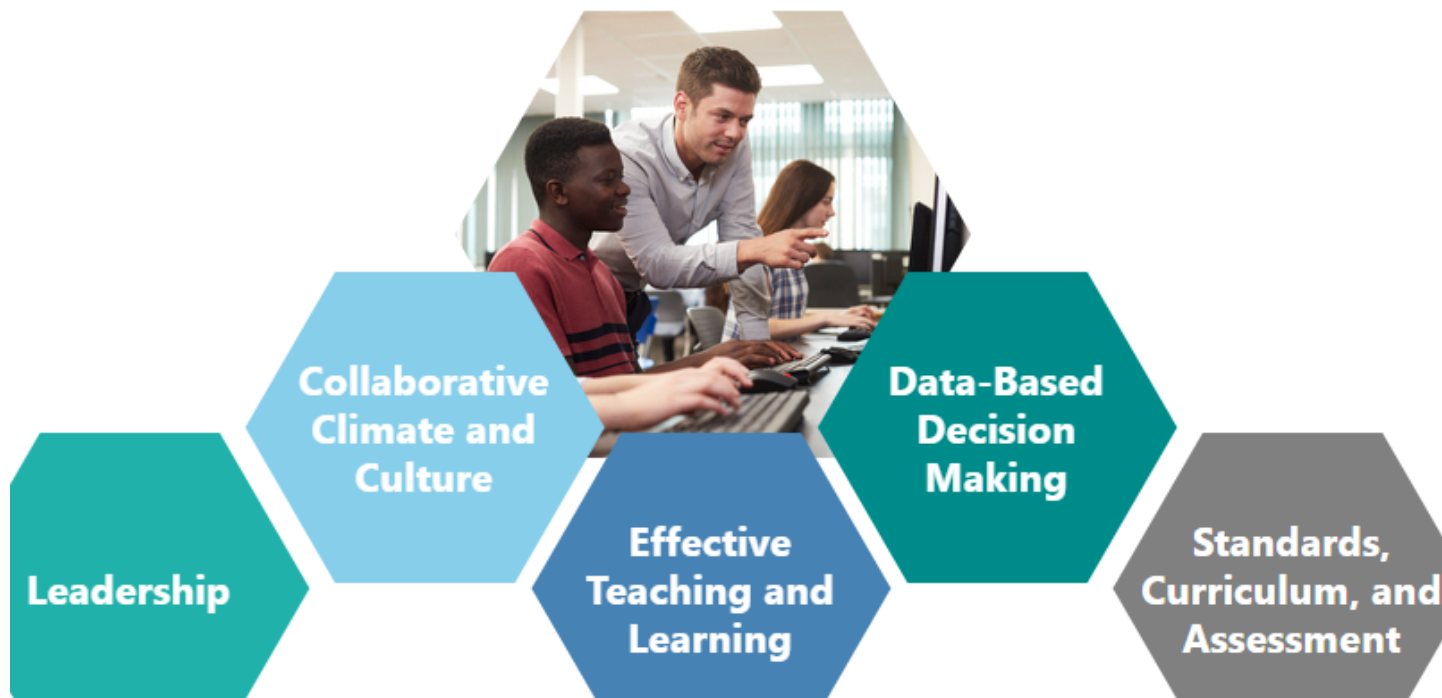 Leadership
Collaborative
Climate and
Culture
Effective
Teaching and
Learning
Data-Based
Decision
Making
Standards,
Curriculum, and
Assessment